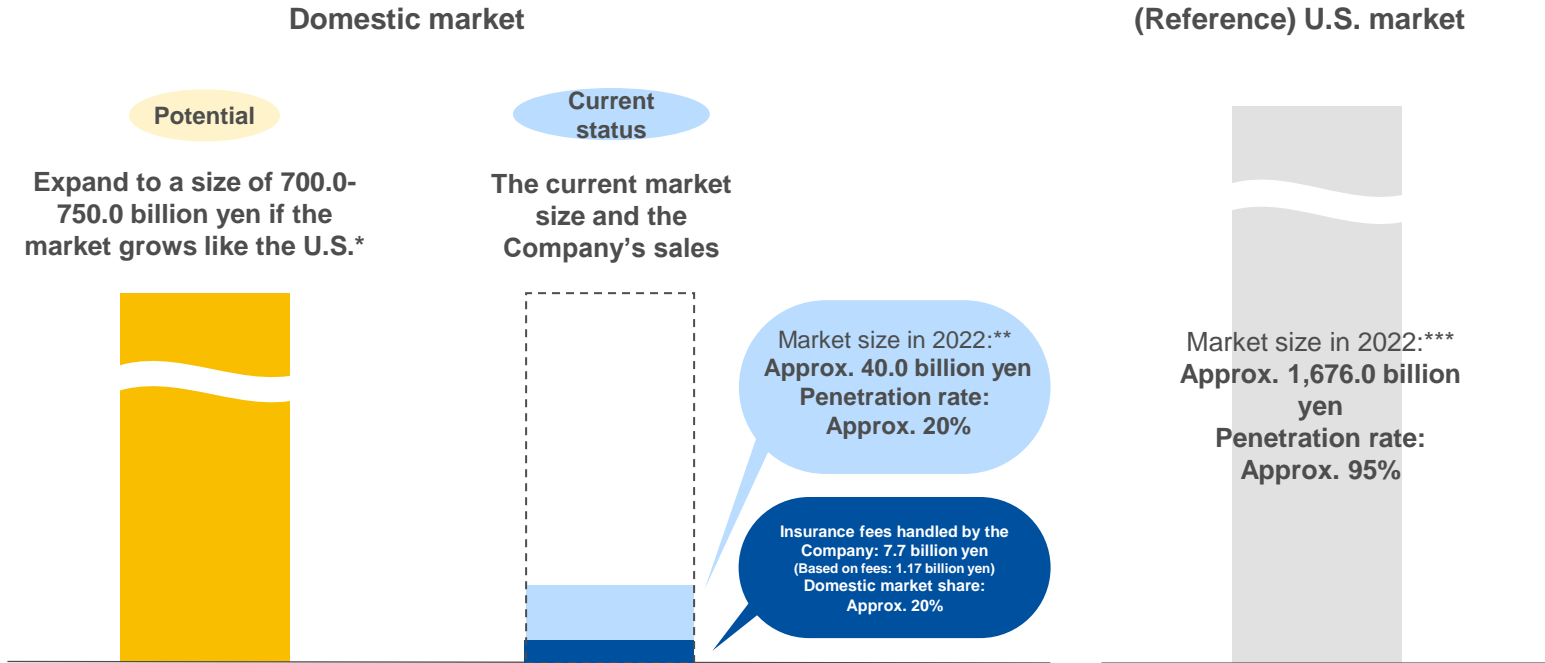 Domestic market
(Reference) U.S. market
Potential
Expand to a size of 700.0-
750.0 billion yen if the
market grows like the U.S.*
Current
status
The current market
size and the
Company’s sales
Market size in 2022:**
Approx. 40.0 billion yen
Penetration rate:
Approx. 20%
Insurance fees handled by the
Company: 7.7 billion yen
(Based on fees: 1.17 billion yen)
Domestic market share:
Approx. 20%
Market size in 2022:***
Approx. 1,676.0 billion
yen
Penetration rate:
Approx. 95%